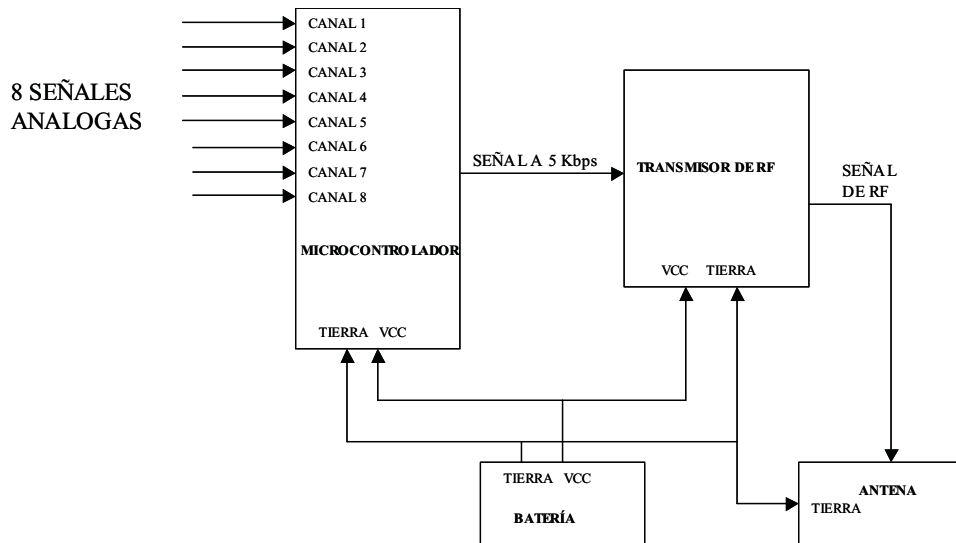 8 SEÑALES
ANALOGAS
CANAL 1
CANAL 2
CANAL 3
CANAL 4
CANAL 5
CANAL 6
CANAL 7
CANAL 8
MICROCONTROLADOR
TIERRA VCC
SEÑAL A 5 Kbps
TRANSMISOR DE RF
VCC TIERRA
SEÑAL
DE RF
TIERRA VCC
BATERÍA
ANTENA
TIERRA